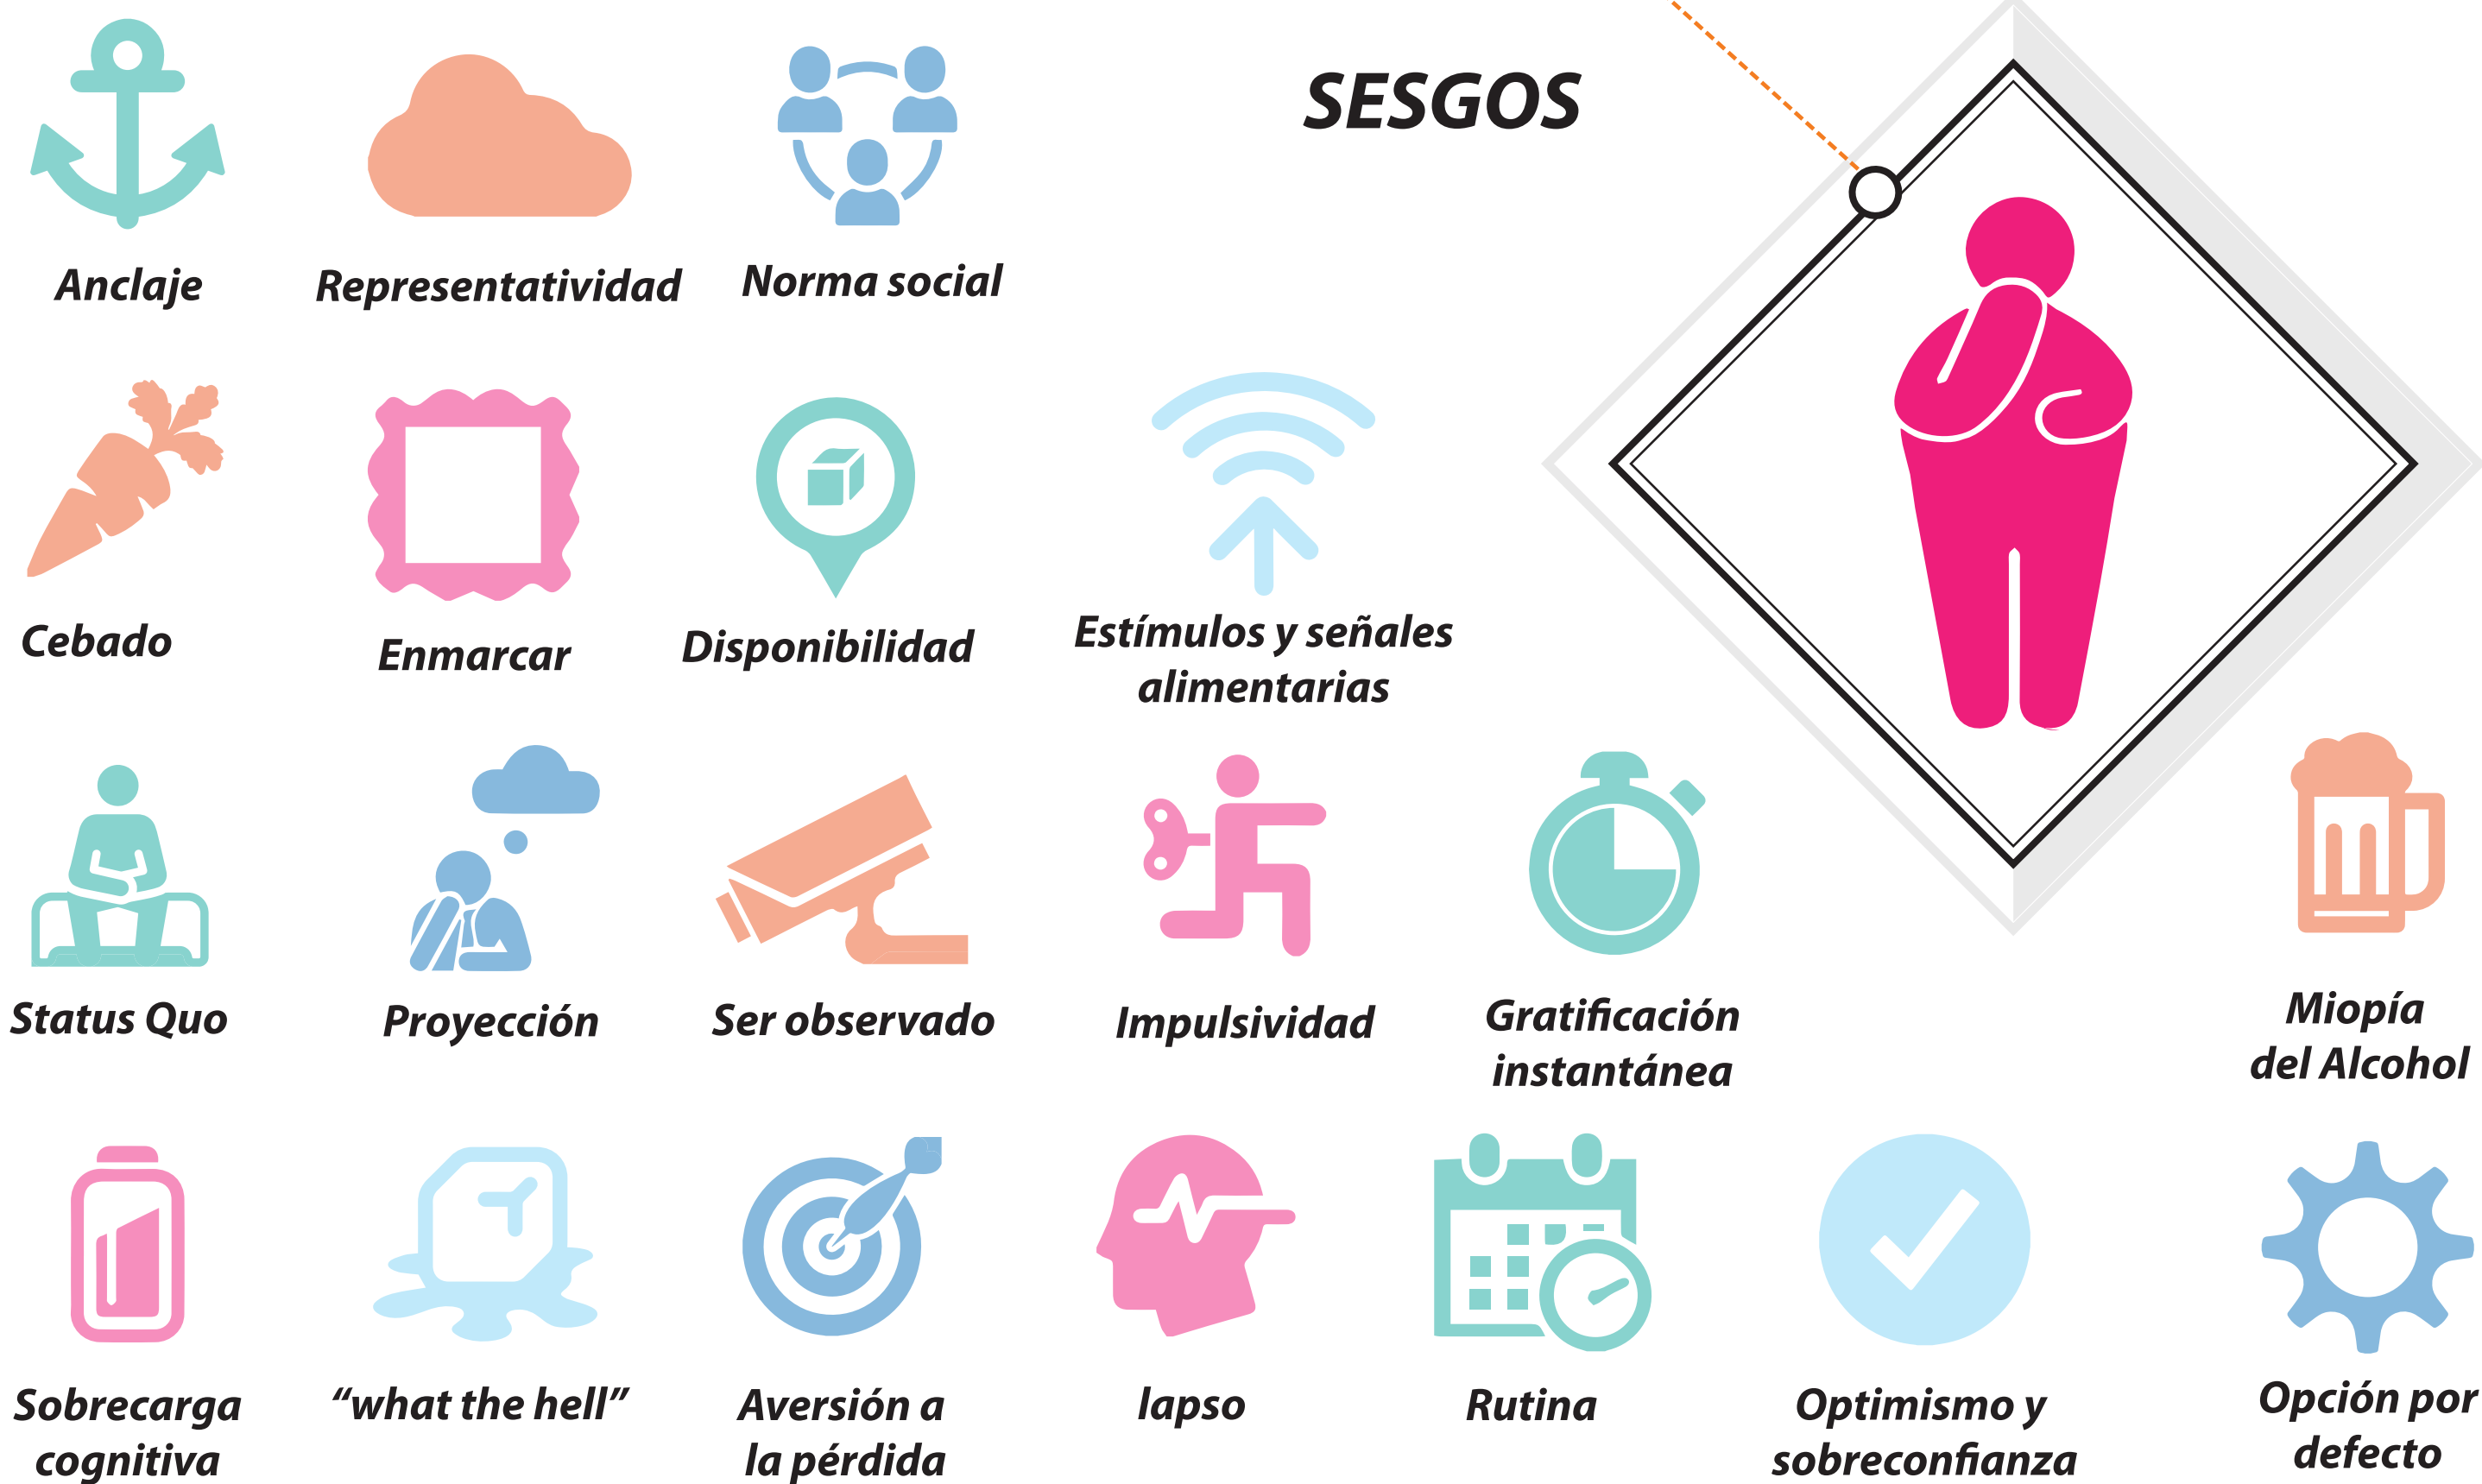 SESGOS
Anclaje
Representatividad
Norma social
Cebado
Enmarcar
Disponibilidad
Estímulos y señales
alimentarias
Status Quo
Proyección
Ser observado
Impulsividad
Gratificación
instantánea
Miopía
del Alcohol
Sobrecarga
cognitiva
“what the hell”
Aversión a
la pérdida
lapso
Rutina
Optimismo y
sobreconfianza
Opción por
defecto